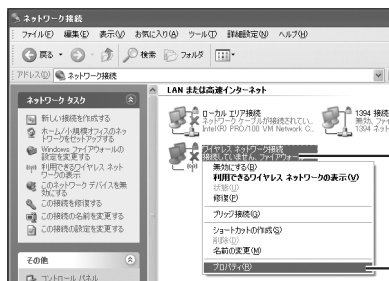 ネットワーク接続
ファイル(F) 編集(E) 表示(V) お気に入り(A) ツール(T) 詳細設定(N) ヘルプ(H)
戻る 検索 フォルダ
アドレス(D) ネットワーク接続
ネットワーク タスク
新しい接続を作成する
ホーム/小規模オフィスのネットワークをセットアップする
Windows ファイアウォールの設定を変更する
利用できるワイヤレス ネットワークの表示
このネットワーク デバイスを無効にする
この接続を修復する
この接続の名前を変更する
この接続の設定を変更する
その他
コントロール パネル
LAN または高速インターネット
ローカル エリア接続
ネットワーク ケーブルが接続されてい...
Intel(R) PRO/100 VM Network C...
1394 接続
1394 ネット
ワイヤレス ネットワーク接続
接続していません, ファイアウォー
無効にする(B)
利用できるワイヤレス ネットワークの表示(V)
状態(U)
修復(P)
ブリッジ接続(G)
ショートカットの作成(S)
削除(D)
名前の変更(M)
プロパティ(R)